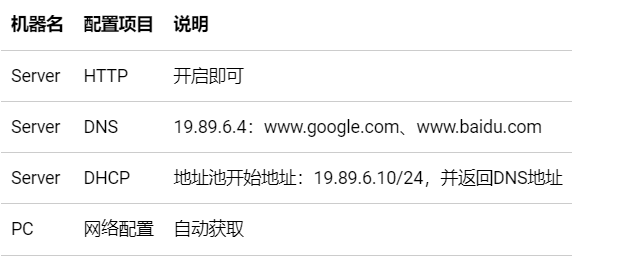 机器名 配置项目 说明
Server HTTP 开启即可
Server DNS 19.89.6.4：www.google.com、www.baidu.com
Server DHCP 地址池开始地址：19.89.6.10/24，并返回DNS地址
PC 网络配置 自动获取